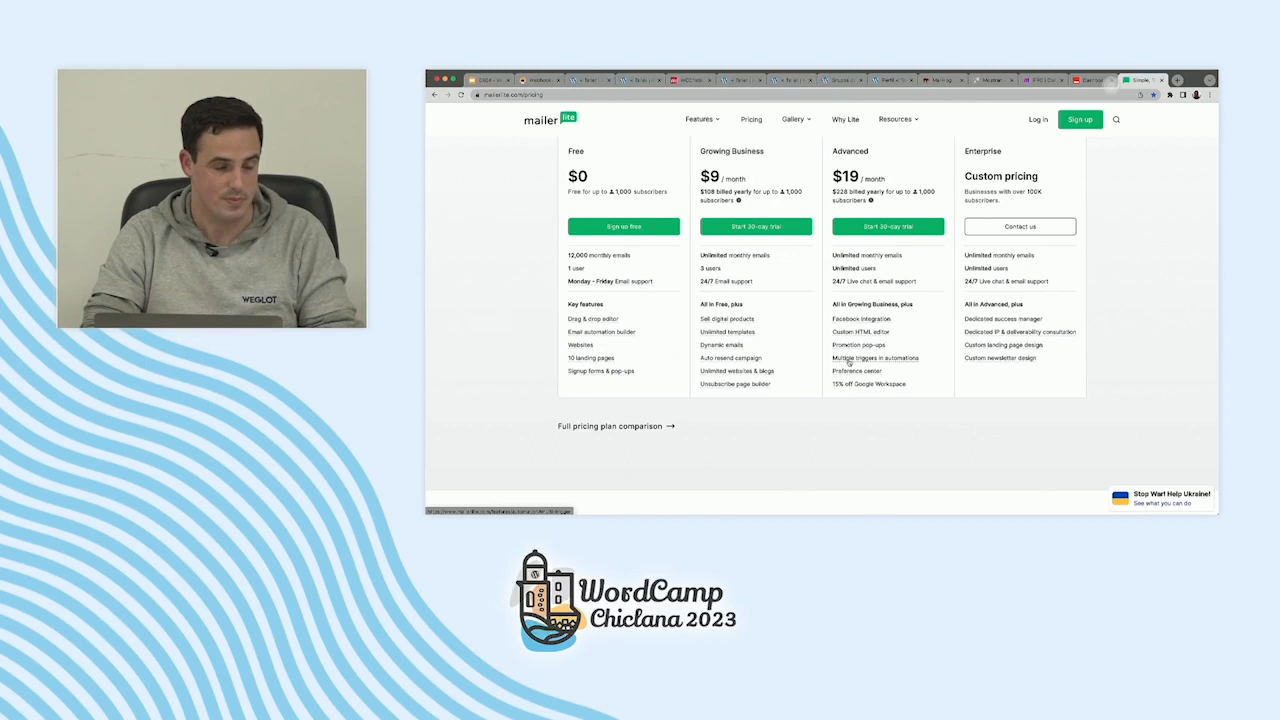 WEGLOT
mailerlite.com/pricing
mailer lite
Features
Pricing
Gallery
Why Lite
Resources
Log in
Sign up
Free
$0
Free for up to 1,000 subscribers
Sign up free
12,000 monthly emails
1 user
Monday - Friday Email support
Key features
Drag & drop editor
Email automation builder
Websites
10 landing pages
Signup forms & pop-ups
Growing Business
$9 / month
$108 billed yearly for up to 1,000
subscribers
Start 30-day trial
Unlimited monthly emails
3 users
24/7 Email support
All in Free, plus
Sell digital products
Unlimited templates
Dynamic emails
Auto resend campaign
Unlimited websites & blogs
Unsubscribe page builder
Advanced
$19 / month
$228 billed yearly for up to 1,000
subscribers
Start 30-day trial
Unlimited monthly emails
Unlimited users
24/7 Live chat & email support
All in Growing Business, plus
Facebook integration
Custom HTML editor
Promotion pop-ups
Multiple triggers in automations
Preference center
15% off Google Workspace
Enterprise
Custom pricing
Businesses with over 100K
subscribers.
Contact us
Unlimited monthly emails
Unlimited users
24/7 Live chat & email support
All in Advanced, plus
Dedicated success manager
Dedicated IP & deliverability consultation
Custom landing page design
Custom newsletter design
Full pricing plan comparison →
Stop War! Help Ukraine!
See what you can do
WordCamp
Chiclana 2023